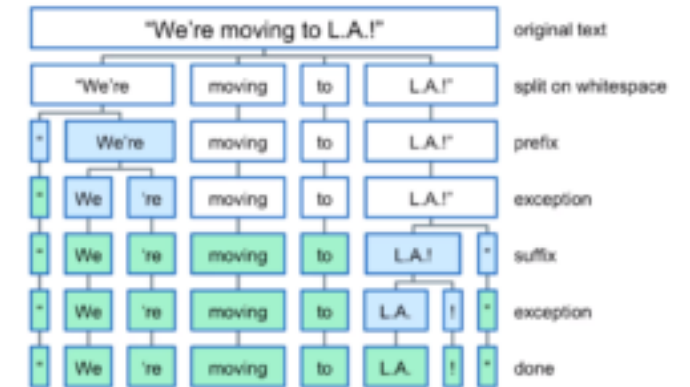 “We’re moving to L.A.!” original text
“We’re moving to L.A.!” split on whitespace
“ We’re moving to L.A.!” prefix
“ We ’re moving to L.A.!” exception
“ We ’re moving to L.A.! ” suffix
“ We ’re moving to L.A. ! ” exception
“ We ’re moving to L.A. ! ” done